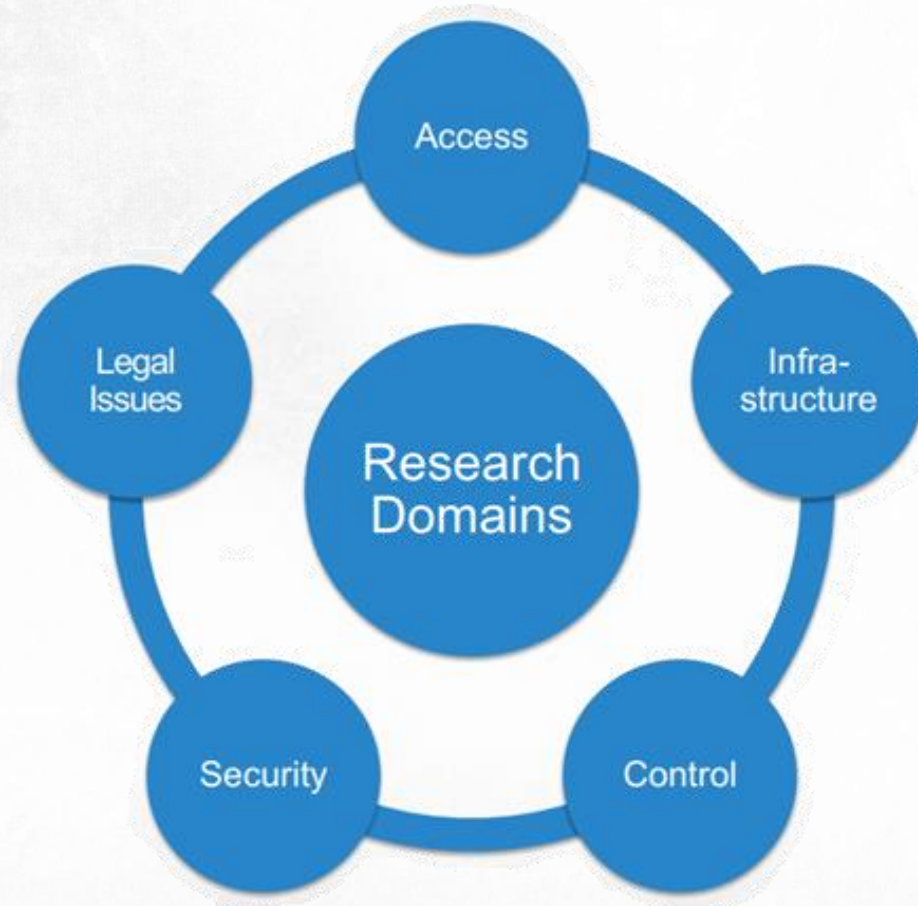 Access
Legal
Issues
Infra-
structure
Research
Domains
Security
Control